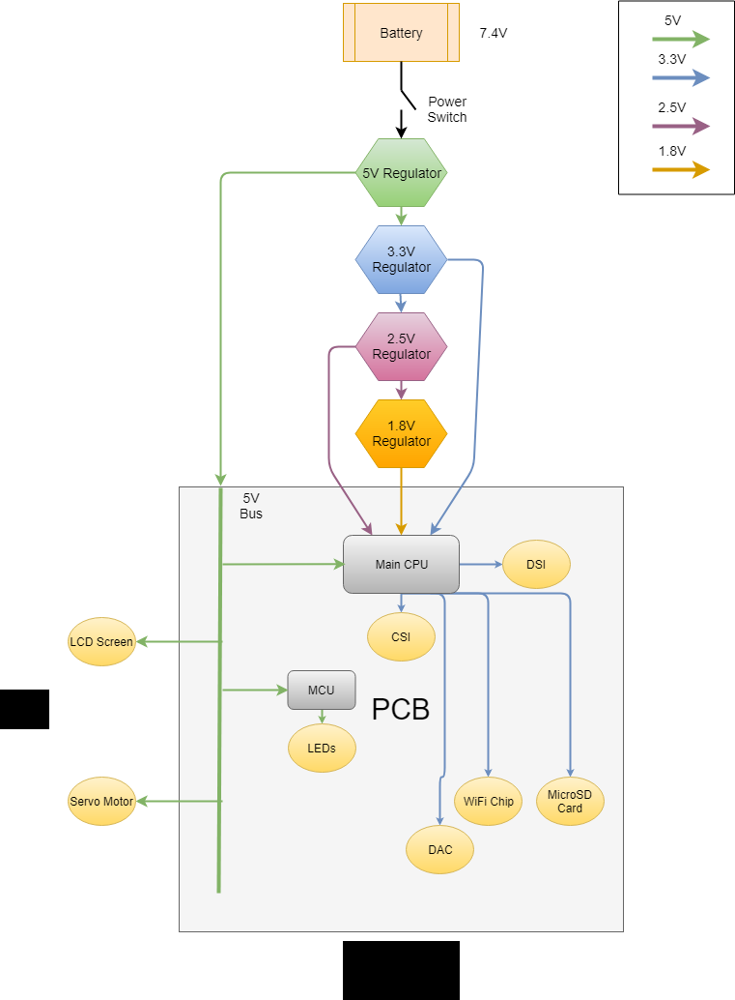 Battery
7.4V
5V
3.3V
2.5V
1.8V
Power
Switch
5V Regulator
3.3V
Regulator
2.5V
Regulator
1.8V
Regulator
5V
Bus
Main CPU
DSI
CSI
LCD Screen
MCU
PCB
LEDs
Servo Motor
WiFi Chip
MicroSD
Card
DAC